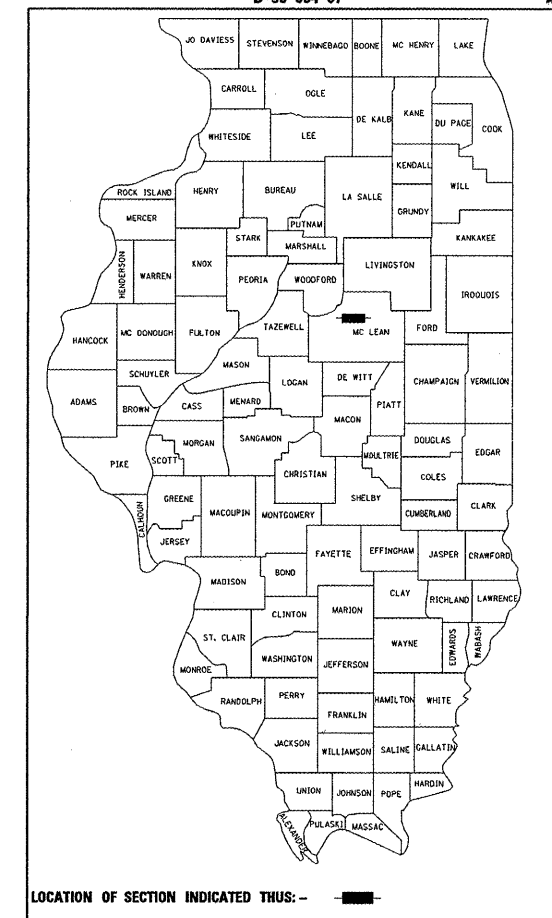 JO DAVIESS STEVENSON WINNEBAGO BOONE MC HENRY LAKE
CARROLL OGLE DE KALB KANE DU PAGE COOK
WHITESIDE LEE
KENDALL WILL
ROCK ISLAND HENRY BUREAU LA SALLE
MERCER PUTNAM GRUNDY
STARK MARSHALL KANKAKEE
HENDERSON WARREN KNOX PEORIA WOODFORD LIVINGSTON IROQUOIS
HANCOCK MC DONOUGH FULTON TAZEWELL MC LEAN FORD
MASON
SCHUYLER LOGAN DE WITT CHAMPAIGN VERMILION
ADAMS BROWN CASS MENARD MACON PIATT
MORGAN SANGAMON DOUGLAS EDGAR
PIKE SCOTT CHRISTIAN MOULTRIE COLES
GREENE SHELBY
CALHOUN MACOUPIN MONTGOMERY CUMBERLAND CLARK
JERSEY FAYETTE EFFINGHAM JASPER CRAWFORD
MADISON BOND
CLAY RICHLAND LAWRENCE
CLINTON MARION
ST. CLAIR WAYNE EDWARDS WABASH
WASHINGTON JEFFERSON
MONROE
RANDOLPH PERRY HAMILTON WHITE
FRANKLIN
JACKSON WILLIAMSON SALINE GALLATIN
UNION JOHNSON POPE HARDIN
ALEXANDER PULASKI MASSAC
LOCATION OF SECTION INDICATED THUS: -